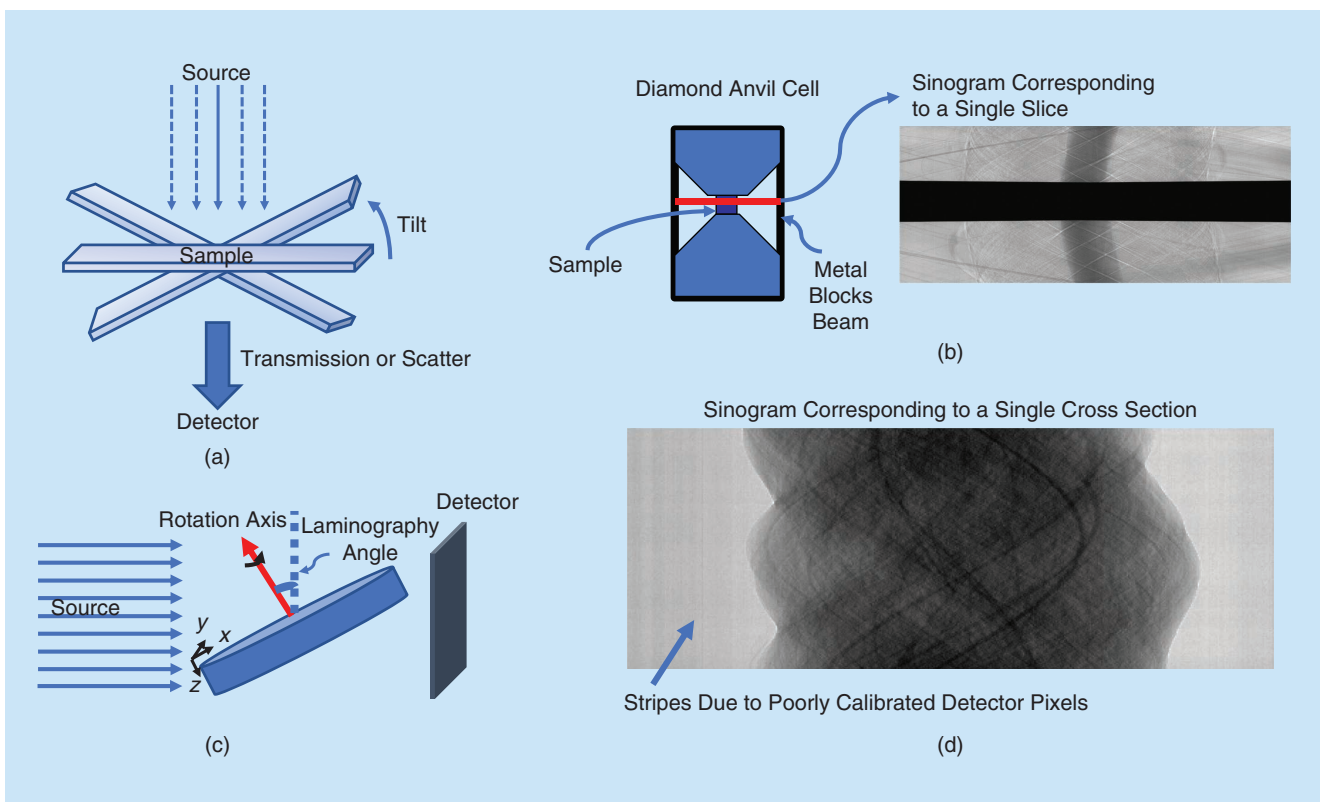 Source
Tilt
Sample
Transmission or Scatter
Detector
(a)
Diamond Anvil Cell
Sinogram Corresponding
to a Single Slice
Sample
Metal
Blocks
Beam
(b)
Rotation Axis
Laminography
Angle
Detector
Source
y
x
z
(c)
Sinogram Corresponding to a Single Cross Section
Stripes Due to Poorly Calibrated Detector Pixels
(d)